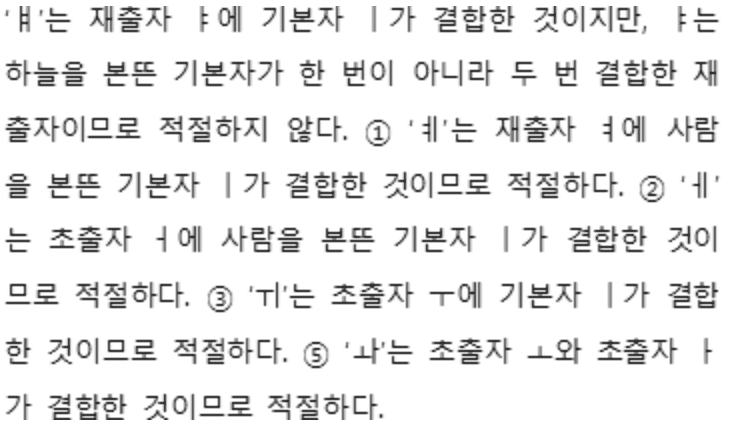 'ㅒ'는 재출자 ㅑ에 기본자 ㅣ가 결합한 것이지만, ㅑ는
하늘을 본뜬 기본자가 한 번이 아니라 두 번 결합한 재
출자이므로 적절하지 않다. ① 'ㅖ'는 재출자 ㅕ에 사람
을 본뜬 기본자 ㅣ가 결합한 것이므로 적절하다. ② 'ㅔ'
는 초출자 ㅓ에 사람을 본뜬 기본자 ㅣ가 결합한 것이
므로 적절하다. ③ 'ㅟ'는 초출자 ㅜ에 기본자 ㅣ가 결합
한 것이므로 적절하다. ⑤ 'ㅘ'는 초출자 ㅗ와 초출자 ㅏ
가 결합한 것이므로 적절하다.